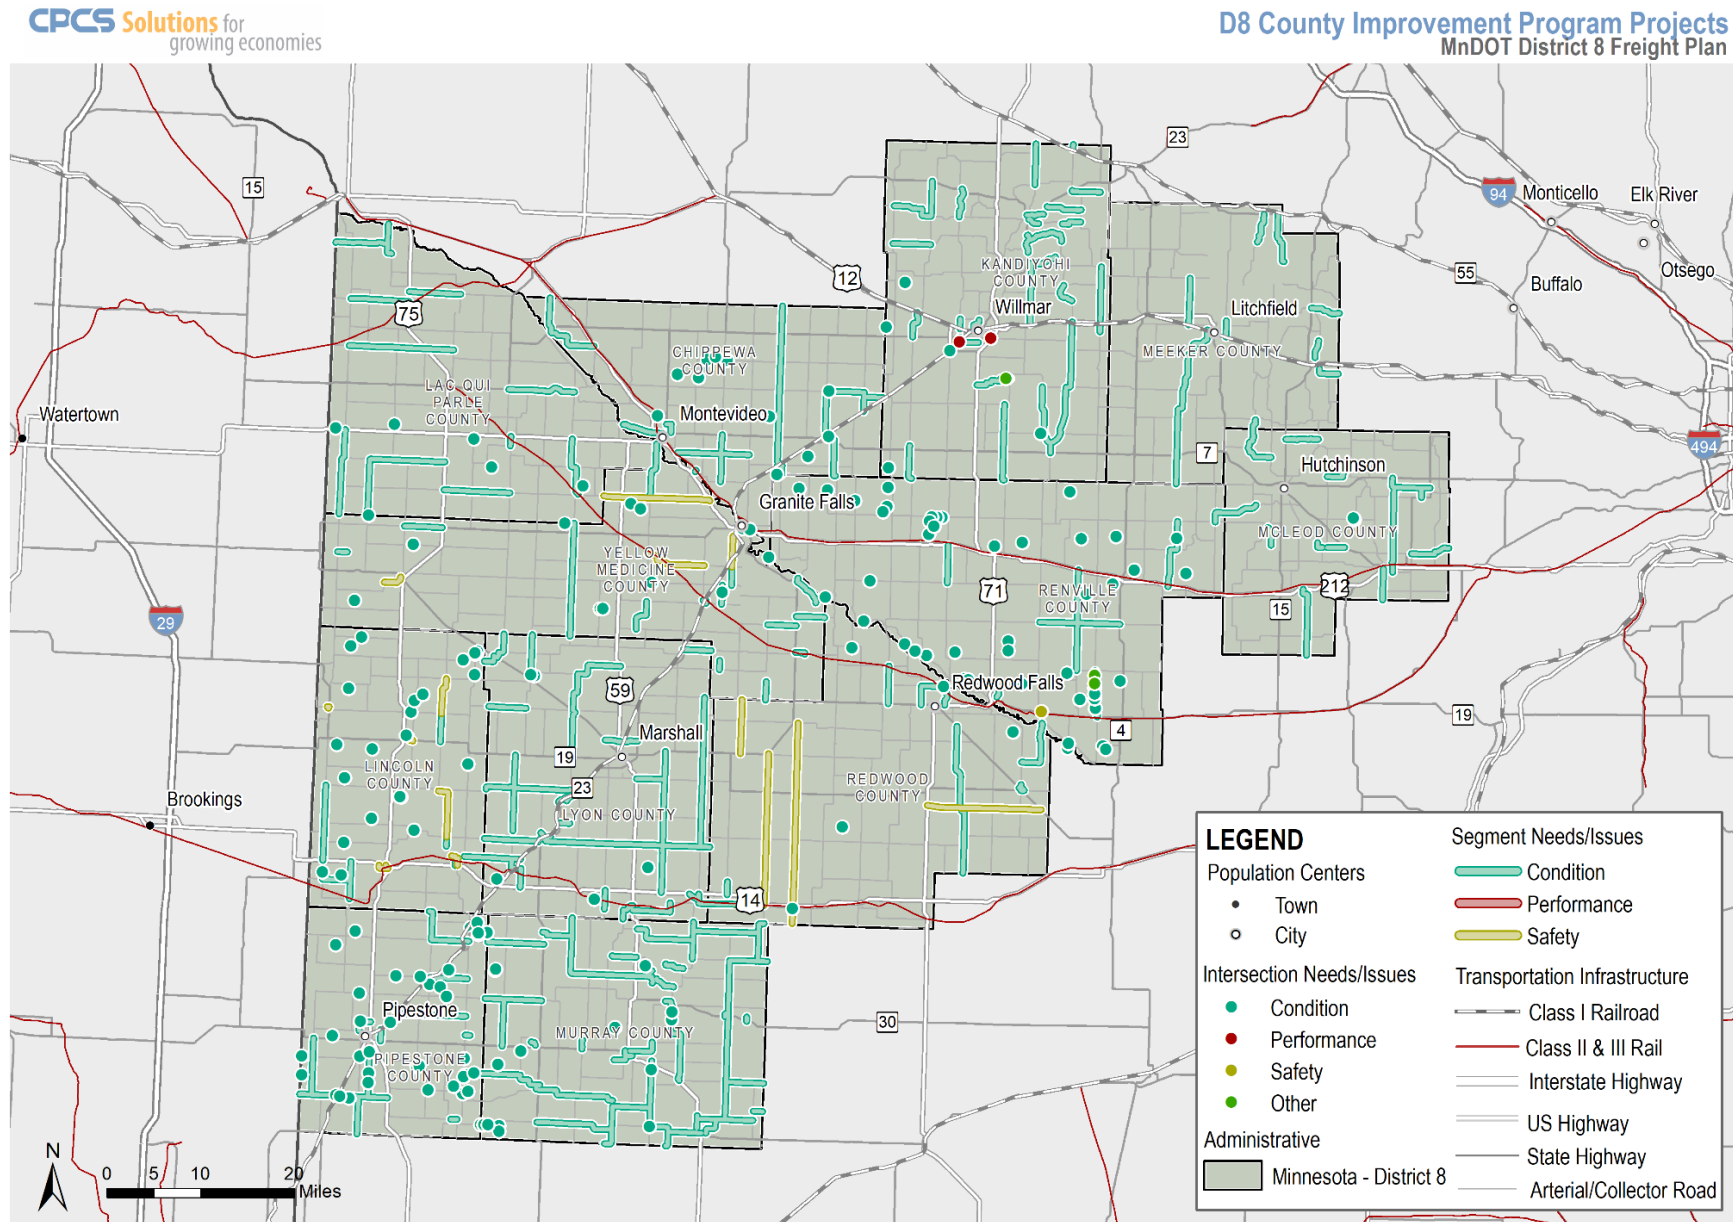 CPCS Solutions for
growing economies
D8 County Improvement Program Projects
MnDOT District 8 Freight Plan
23
15
94
Monticello
Elk River
Otsego
55
Buffalo
12
KANDIYOHI
COUNTY
Willmar
Litchfield
75
CHIPPEWA
COUNTY
MEEKER COUNTY
LAC QUI
PARLE
COUNTY
Watertown
Montevideo
494
7
Hutchinson
Granite Falls
MCLEOD COUNTY
YELLOW
MEDICINE
COUNTY
71
RENVILLE
COUNTY
212
15
29
59
Redwood Falls
19
4
Marshall
19
23
LINCOLN
COUNTY
REDWOOD
COUNTY
Brookings
LYON COUNTY
14
30
Pipestone
MURRAY COUNTY
PIPESTONE
COUNTY
N
0 5 10 20
Miles
LEGEND
Population Centers
Town
City
Intersection Needs/Issues
Condition
Performance
Safety
Other
Administrative
Minnesota - District 8
Segment Needs/Issues
Condition
Performance
Safety
Transportation Infrastructure
Class I Railroad
Class II & III Rail
Interstate Highway
US Highway
State Highway
Arterial/Collector Road